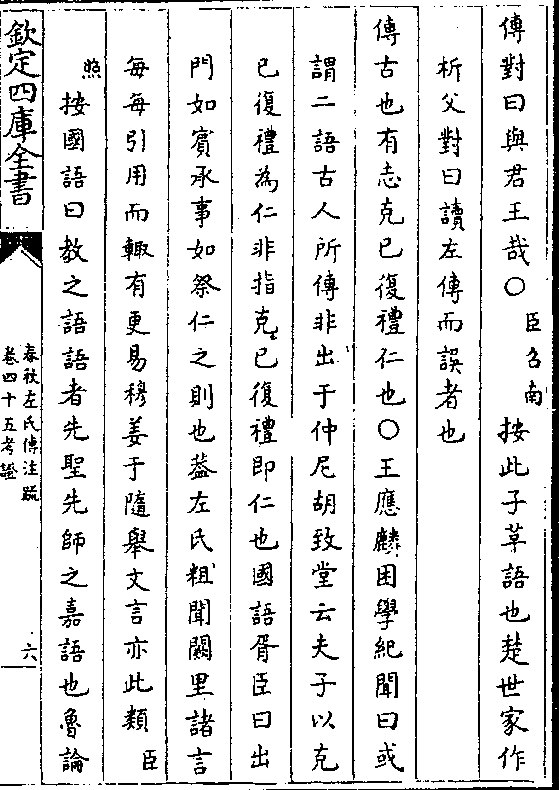 傳對曰與君王哉〇臣召南按此子革語也楚世家作
析父對曰讀左傳而誤者也
傳古也有志克已復禮仁也〇王應麟困學紀聞曰或
謂二語古人所傳非出于仲尼胡致堂云夫子以克
已復禮為仁非指克已復禮即仁也國語胥臣曰出
門如賓承事如祭仁之則也葢左氏粗聞闕里諸言
每每引用而輙有更易穆姜于隨舉文言亦此類臣
照按國語曰教之語語者先聖先師之嘉語也魯論
欽定四庫全書
春秋左氏傳注疏
卷四十五考證
六